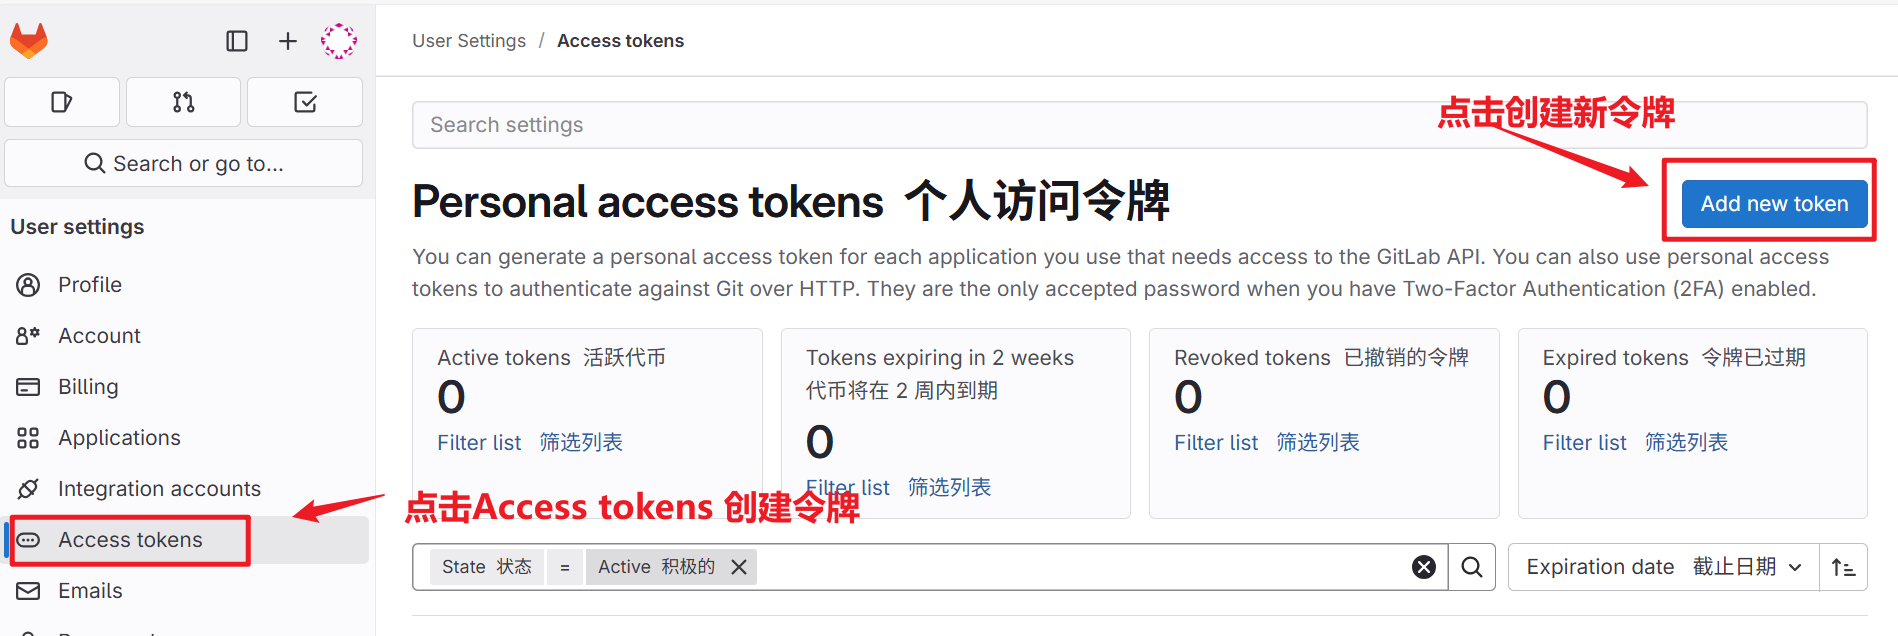 User Settings / Access tokens
Search or go to...
User settings
Profile
Account
Billing
Applications
Integration accounts
Access tokens
Emails
Search settings
点击创建新令牌
Personal access tokens 个人访问令牌
Add new token
You can generate a personal access token for each application you use that needs access to the GitLab API. You can also use personal access
tokens to authenticate against Git over HTTP. They are the only accepted password when you have Two-Factor Authentication (2FA) enabled.
Active tokens 活跃代币
0
Filter list 筛选列表
Tokens expiring in 2 weeks
代币将在 2 周内到期
0
Filter list 筛选列表
Revoked tokens 已撤销的令牌
0
Filter list 筛选列表
Expired tokens 令牌已过期
0
Filter list 筛选列表
点击Access tokens 创建令牌
State 状态 = Active 积极的
Expiration date 截止日期